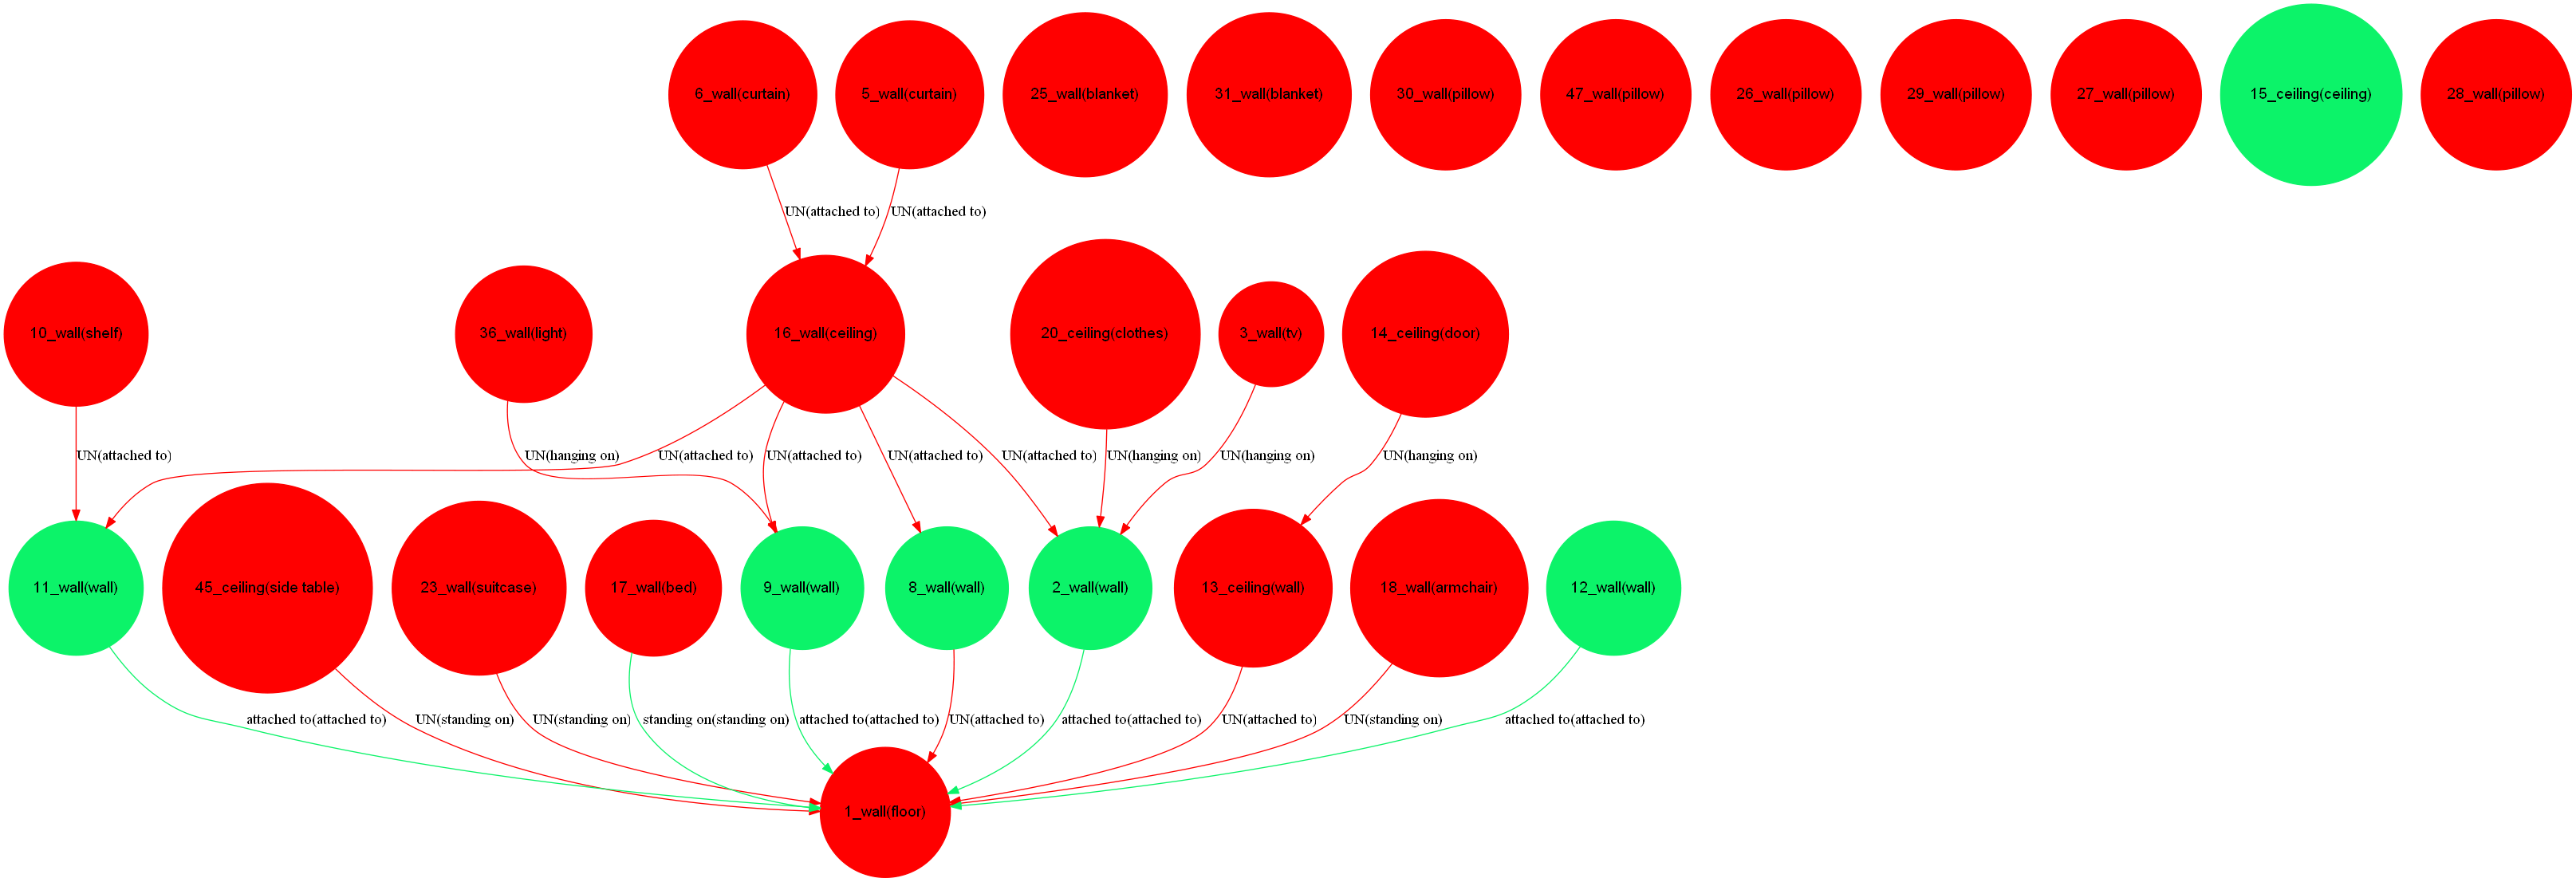 6_wall(curtain)
5_wall(curtain)
25_wall(blanket)
31_wall(blanket)
30_wall(pillow)
47_wall(pillow)
26_wall(pillow)
29_wall(pillow)
27_wall(pillow)
15_ceiling(ceiling)
28_wall(pillow)
UN(attached to)
UN(attached to)
10_wall(shelf)
36_wall(light)
16_wall(ceiling)
20_ceiling(clothes)
3_wall(tv)
14_ceiling(door)
UN(attached to)
UN(hanging on)
UN(attached to)
UN(attached to)
UN(attached to)
UN(attached to)
UN(hanging on)
UN(hanging on)
UN(hanging on)
11_wall(wall)
45_ceiling(side table)
23_wall(suitcase)
17_wall(bed)
9_wall(wall)
8_wall(wall)
2_wall(wall)
13_ceiling(wall)
18_wall(armchair)
12_wall(wall)
attached to(attached to)
UN(standing on)
UN(standing on)
standing on(standing on)
attached to(attached to)
UN(attached to)
attached to(attached to)
UN(attached to)
UN(standing on)
attached to(attached to)
1_wall(floor)